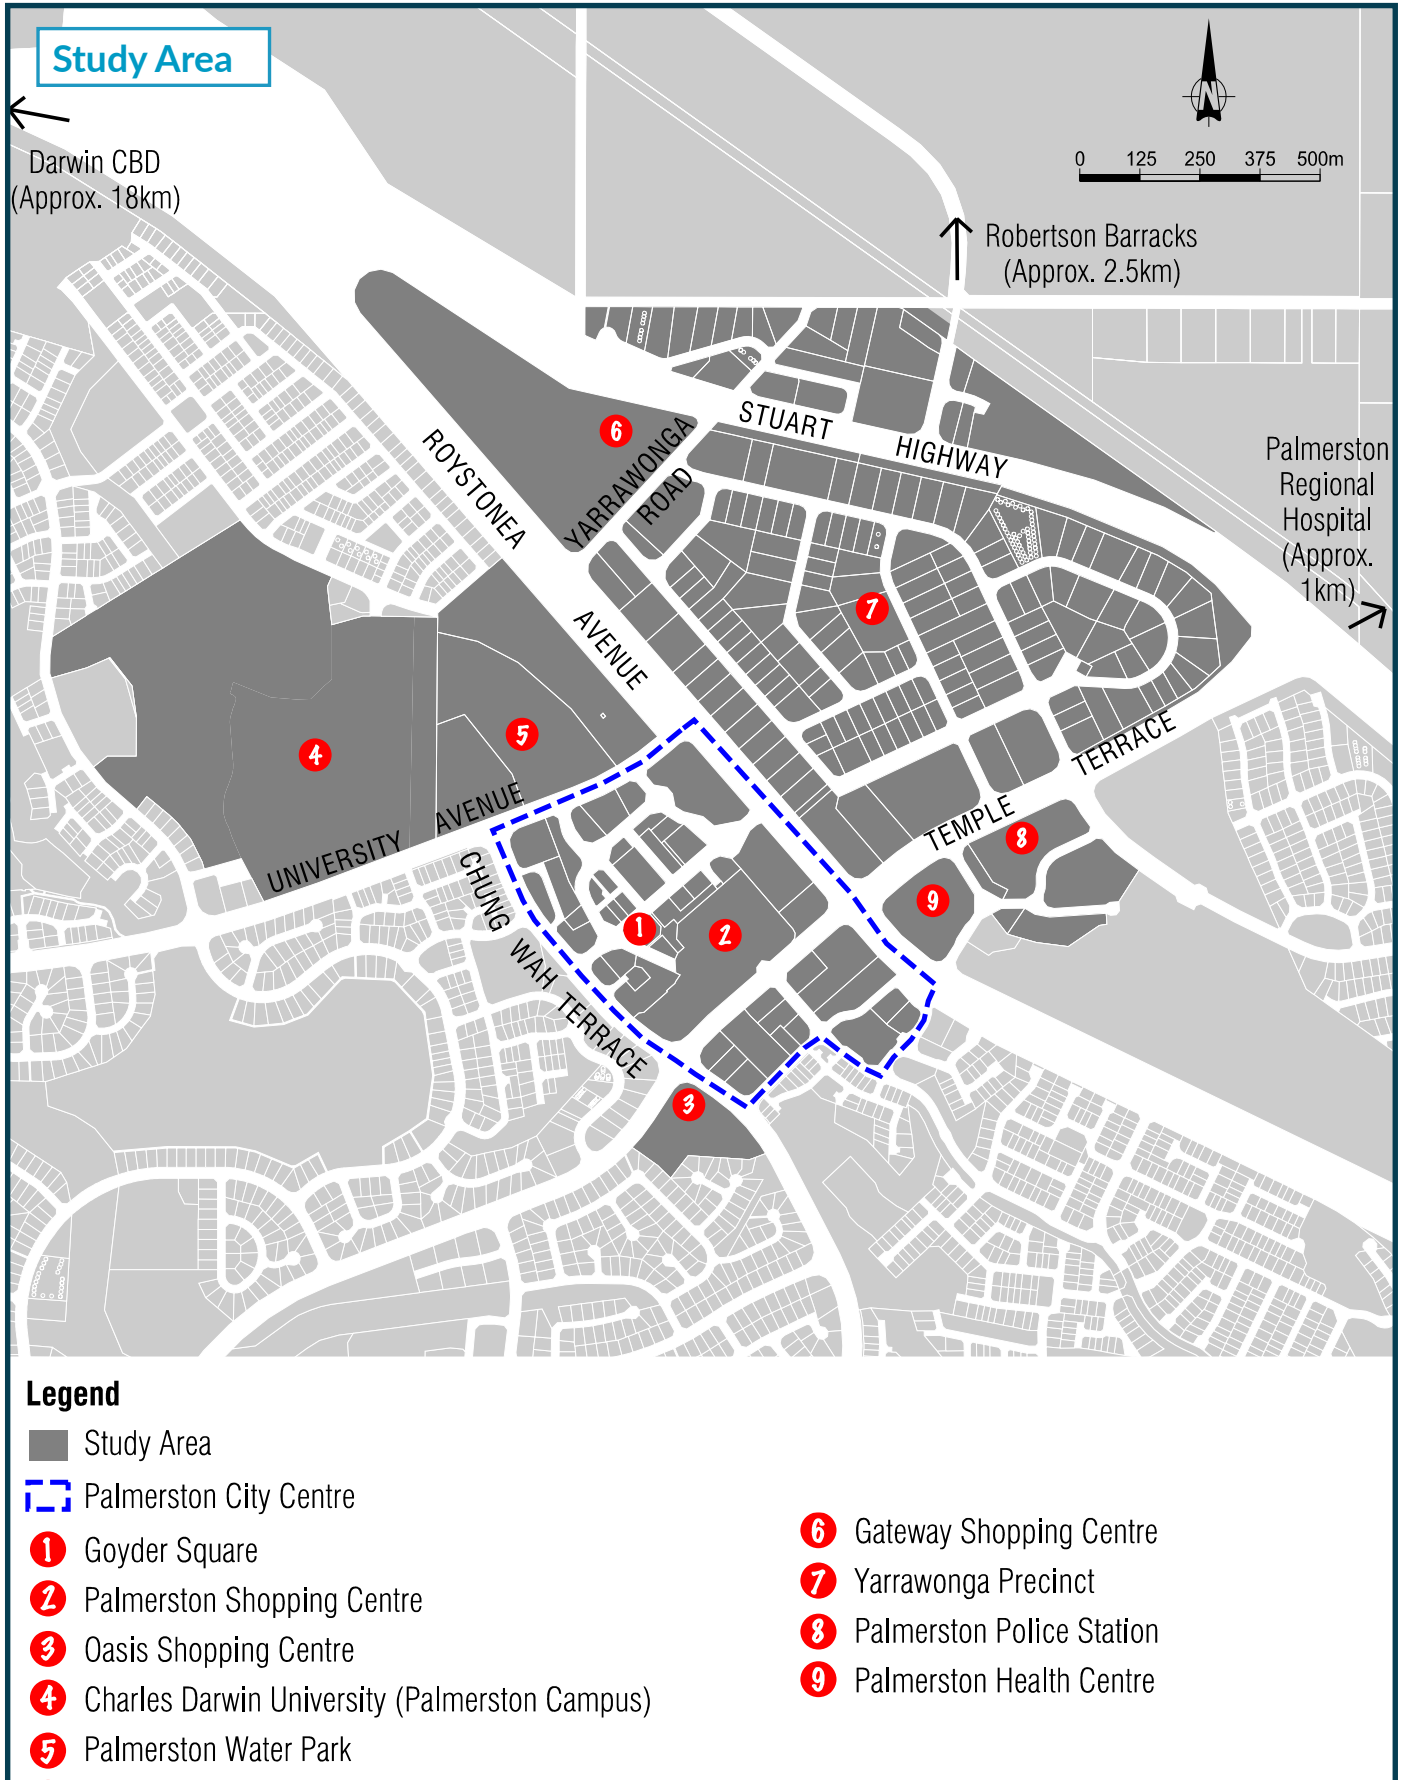 Study Area
N
0 125 250 375 500m
Darwin CBD
(Approx. 18km)
Robertson Barracks
(Approx. 2.5km)
Palmerston
Regional
Hospital
(Approx.
1km)
STUART HIGHWAY
ROYSTONEA AVENUE
YARRAWONGA
ROAD
6
7
4
5
TEMPLE TERRACE
8
9
UNIVERSITY AVENUE
CHUNG WAH TERRACE
1
2
3
Legend
Study Area
Palmerston City Centre
1 Goyder Square
2 Palmerston Shopping Centre
3 Oasis Shopping Centre
4 Charles Darwin University (Palmerston Campus)
5 Palmerston Water Park
6 Gateway Shopping Centre
7 Yarrawonga Precinct
8 Palmerston Police Station
9 Palmerston Health Centre